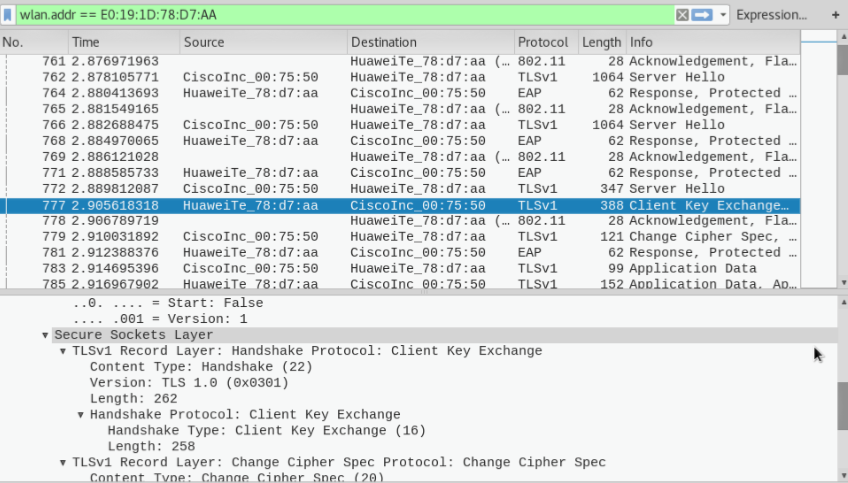 wlan.addr == E0:19:1D:78:D7:AA Expression... +
No. Time Source Destination Protocol Length Info
761 2.876971963 HuaweiTe_78:d7:aa (… 802.11 28 Acknowledgement, Fla…
762 2.878105771 CiscoInc_00:75:50 HuaweiTe_78:d7:aa TLSv1 1064 Server Hello
764 2.880413693 HuaweiTe_78:d7:aa CiscoInc_00:75:50 EAP 62 Response, Protected …
765 2.881549165 HuaweiTe_78:d7:aa (… 802.11 28 Acknowledgement, Fla…
766 2.882688475 CiscoInc_00:75:50 HuaweiTe_78:d7:aa TLSv1 1064 Server Hello
768 2.884970065 HuaweiTe_78:d7:aa CiscoInc_00:75:50 EAP 62 Response, Protected …
769 2.886121028 HuaweiTe_78:d7:aa (… 802.11 28 Acknowledgement, Fla…
771 2.888585733 HuaweiTe_78:d7:aa CiscoInc_00:75:50 EAP 62 Response, Protected …
772 2.889812087 CiscoInc_00:75:50 HuaweiTe_78:d7:aa TLSv1 347 Server Hello
777 2.905618318 HuaweiTe_78:d7:aa CiscoInc_00:75:50 TLSv1 388 Client Key Exchange…
778 2.906789719 HuaweiTe_78:d7:aa (… 802.11 28 Acknowledgement, Fla…
779 2.910031892 CiscoInc_00:75:50 HuaweiTe_78:d7:aa TLSv1 121 Change Cipher Spec, …
781 2.912388376 HuaweiTe_78:d7:aa CiscoInc_00:75:50 EAP 62 Response, Protected …
783 2.914695396 CiscoInc_00:75:50 HuaweiTe_78:d7:aa TLSv1 99 Application Data
785 2.916967902 HuaweiTe_78:d7:aa CiscoInc_00:75:50 TLSv1 152 Application Data, Ap…
..0. .... = Start: False
.... .001 = Version: 1
Secure Sockets Layer
TLSv1 Record Layer: Handshake Protocol: Client Key Exchange
Content Type: Handshake (22)
Version: TLS 1.0 (0x0301)
Length: 262
Handshake Protocol: Client Key Exchange
Handshake Type: Client Key Exchange (16)
Length: 258
TLSv1 Record Layer: Change Cipher Spec Protocol: Change Cipher Spec
Content Type: Change Cipher Spec (20)